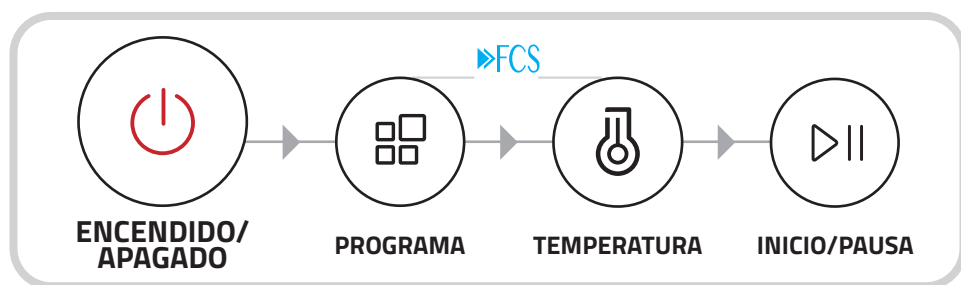 FCS
ENCENDIDO/
APAGADO
PROGRAMA
TEMPERATURA
INICIO/PAUSA